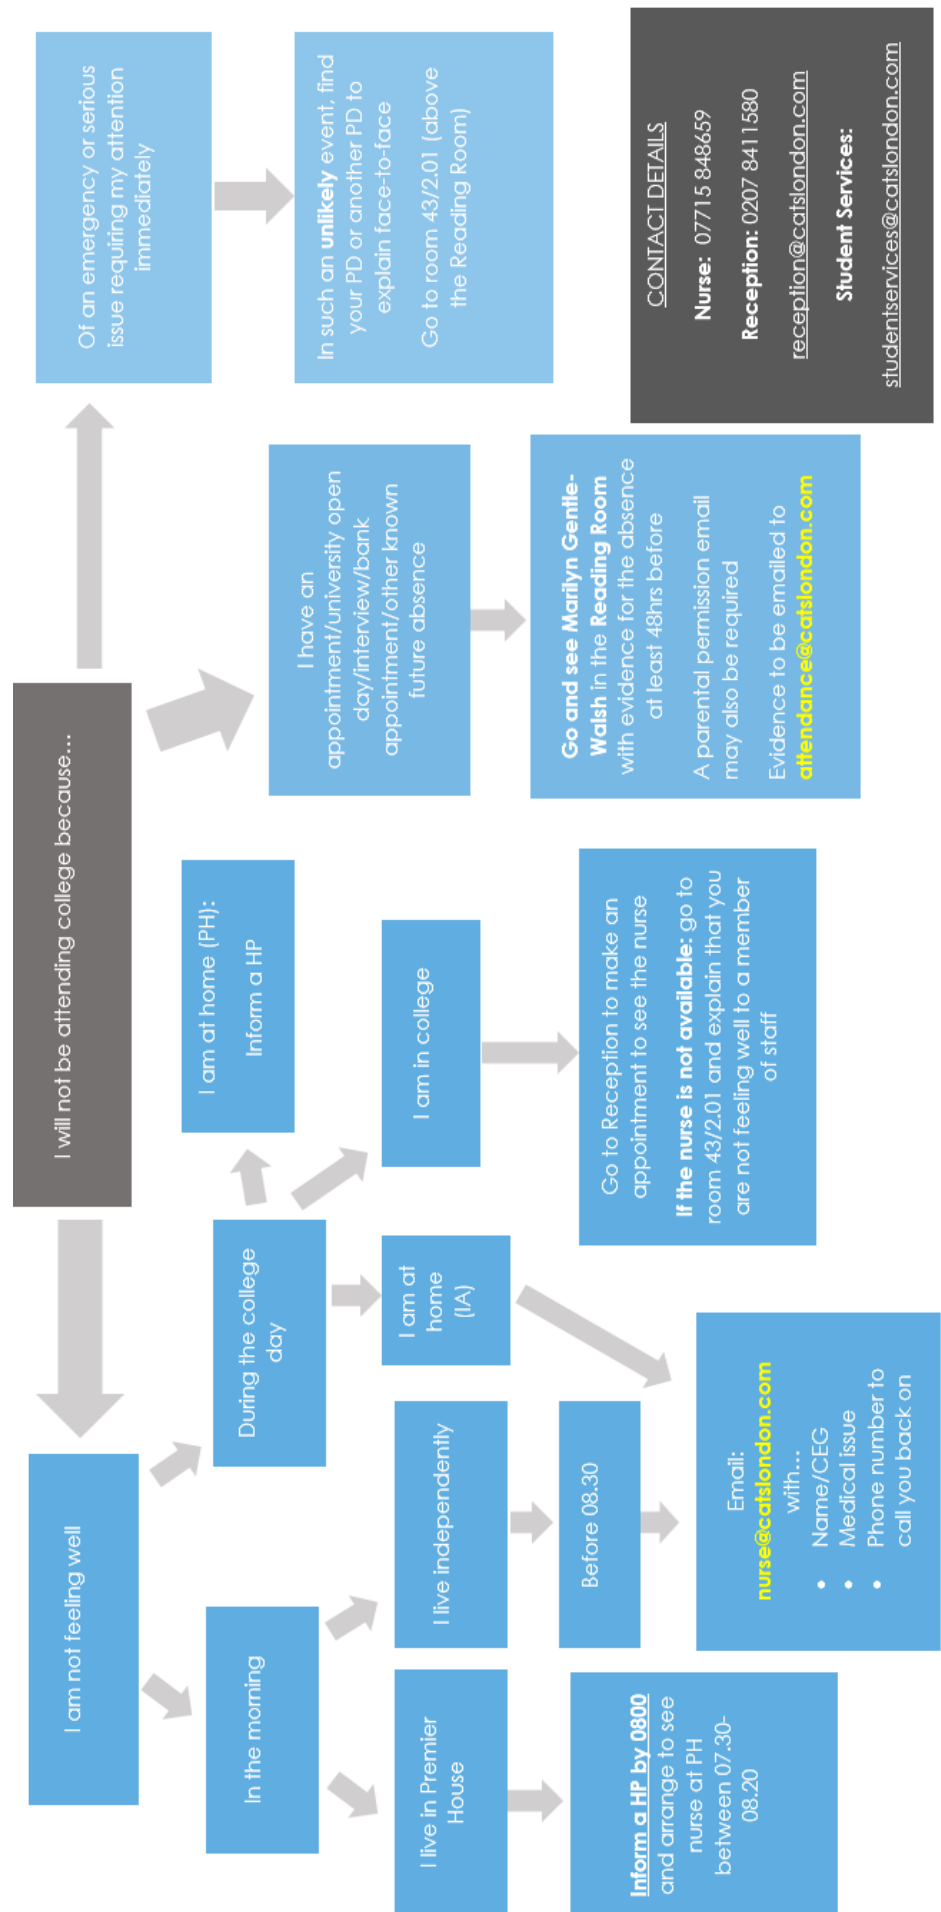 I will not be attending college because...
I am not feeling well
In the morning
I live in Premier
House
Inform a HP by 0800
and arrange to see
nurse at PH
between 07.30-
08.20
I live independently
Before 08.30
Email:
nurse@catslondon.com
with...
• Name/CEG
• Medical issue
• Phone number to
call you back on
During the college
day
I am at
home
(IA)
I am at home (PH):
Inform a HP
I am in college
Go to Reception to make an
appointment to see the nurse
If the nurse is not available: go to
room 43/2.01 and explain that you
are not feeling well to a member
of staff
I have an
appointment/university open
day/interview/bank
appointment/other known
future absence
Go and see Marilyn Gentle-
Walsh in the Reading Room
with evidence for the absence
at least 48hrs before
A parental permission email
may also be required
Evidence to be emailed to
attendance@catslondon.com
Of an emergency or serious
issue requiring my attention
immediately
In such an unlikely event, find
your PD or another PD to
explain face-to-face
Go to room 43/2.01 (above
the Reading Room)
CONTACT DETAILS
Nurse: 07715 848659
Reception: 0207 8411580
reception@catslondon.com
Student Services:
studentservices@catslondon.com